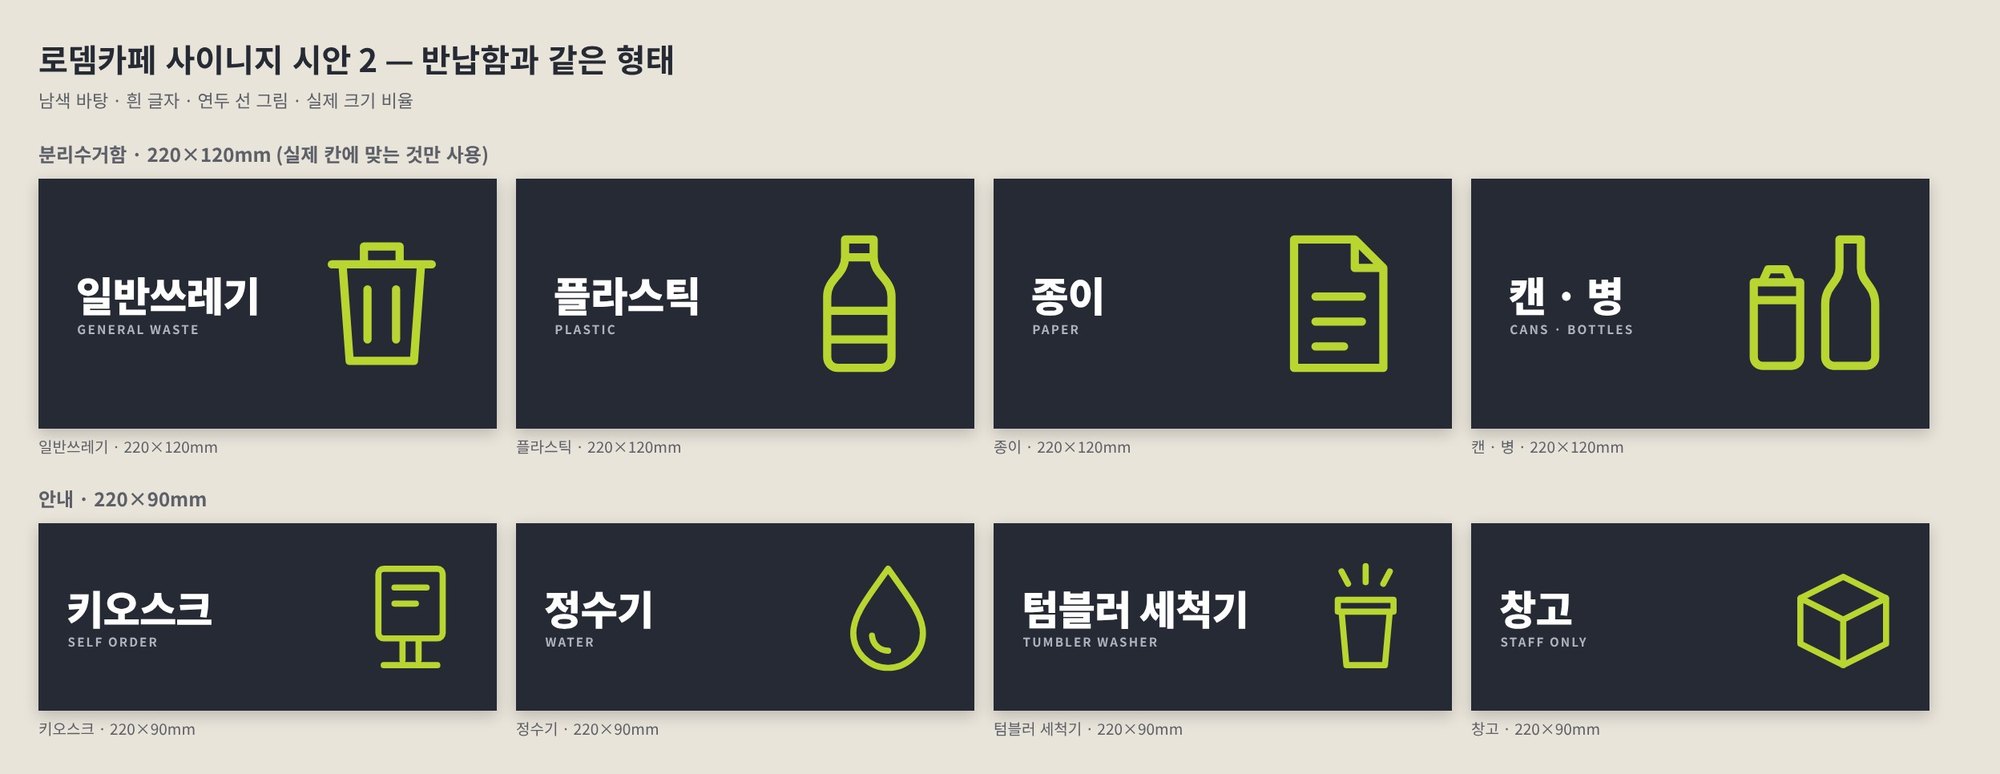 로뎀카페 사이니지 시안 2 — 반납함과 같은 형태
남색 바탕 · 흰 글자 · 연두 선 그림 · 실제 크기 비율
분리수거함 · 220×120mm (실제 칸에 맞는 것만 사용)
일반쓰레기
GENERAL WASTE
플라스틱
PLASTIC
종이
PAPER
캔 · 병
CANS · BOTTLES
일반쓰레기 · 220×120mm
플라스틱 · 220×120mm
종이 · 220×120mm
캔 · 병 · 220×120mm
안내 · 220×90mm
키오스크
SELF ORDER
정수기
WATER
텀블러 세척기
TUMBLER WASHER
창고
STAFF ONLY
키오스크 · 220×90mm
정수기 · 220×90mm
텀블러 세척기 · 220×90mm
창고 · 220×90mm